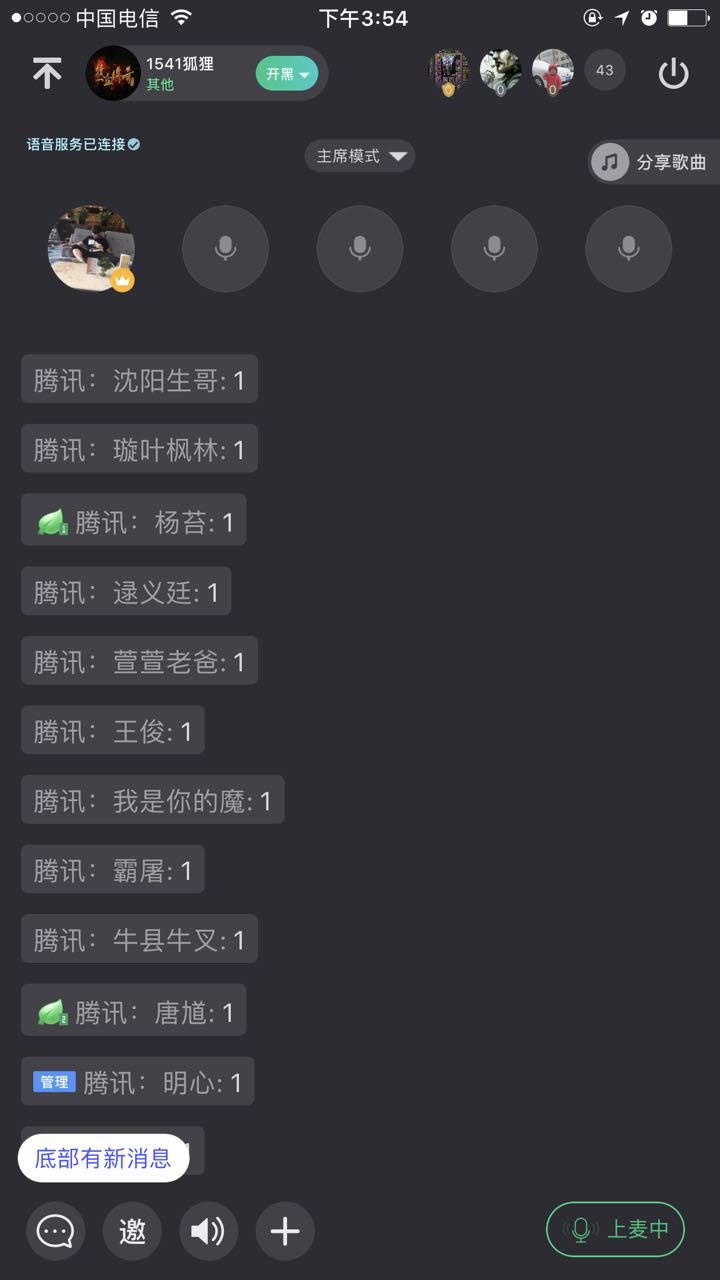 中国电信
下午3:54
1541狐狸
其他
开黑
0
0
0
43
语音服务已连接
主席模式
分享歌曲
腾讯：沈阳生哥: 1
腾讯：璇叶枫林: 1
1 腾讯：杨苔: 1
腾讯：逯义廷: 1
腾讯：萱萱老爸: 1
腾讯：王俊: 1
腾讯：我是你的魔: 1
腾讯：霸屠: 1
腾讯：牛县牛叉: 1
2 腾讯：唐馗: 1
管理 腾讯：明心: 1
底部有新消息
邀
上麦中